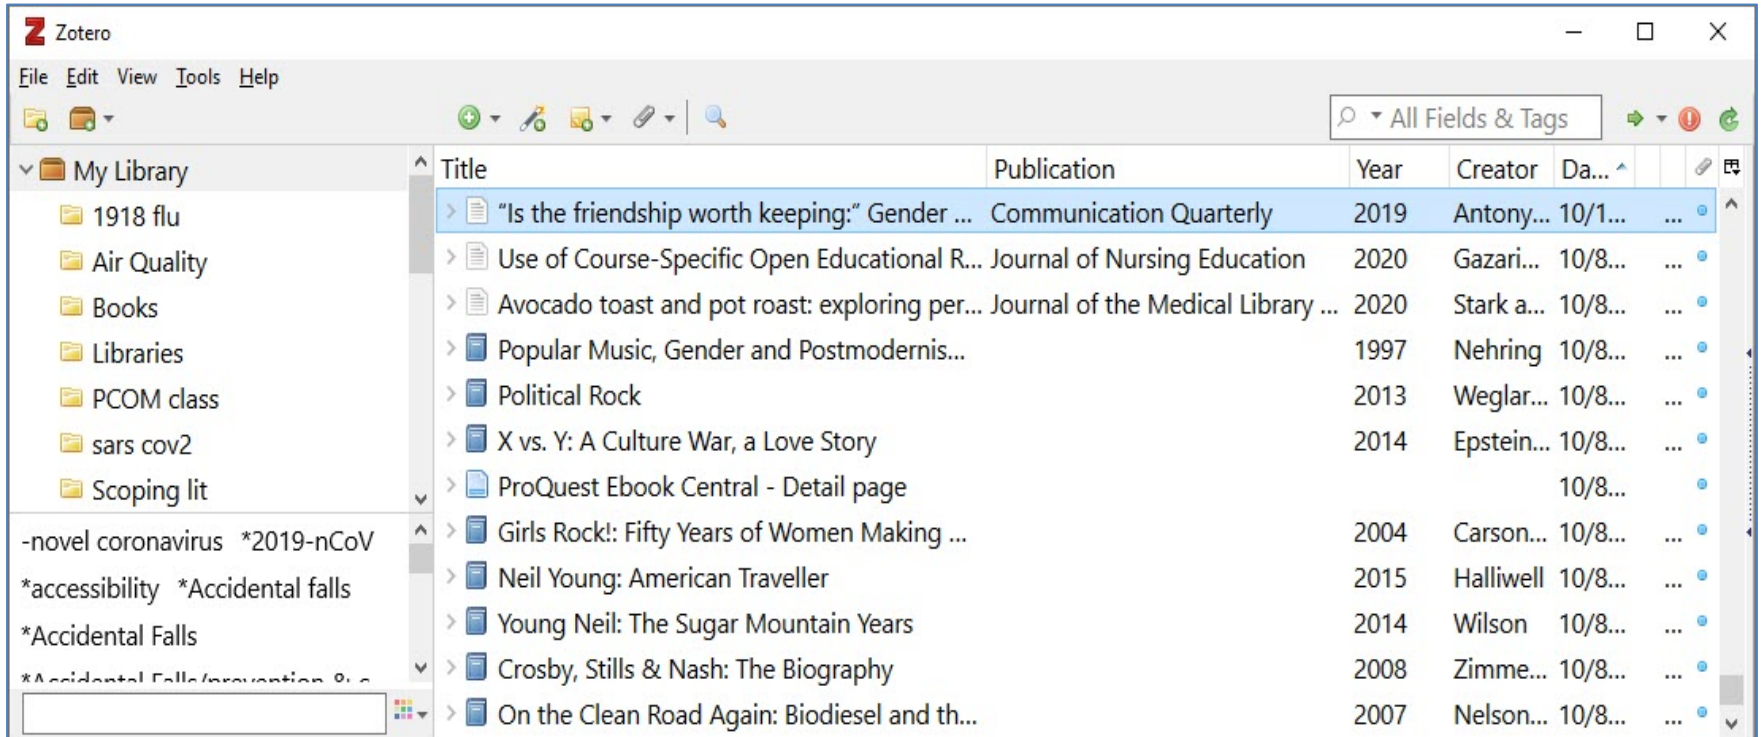 Zotero
File Edit View Tools Help
All Fields & Tags
My Library
1918 flu
Air Quality
Books
Libraries
PCOM class
sars cov2
Scoping lit
-novel coronavirus *2019-nCoV
*accessibility *Accidental falls
*Accidental Falls
Title Publication Year Creator Da...
“Is the friendship worth keeping:” Gender ... Communication Quarterly 2019 Antony... 10/1... ...
Use of Course-Specific Open Educational R... Journal of Nursing Education 2020 Gazari... 10/8... ...
Avocado toast and pot roast: exploring per... Journal of the Medical Library ... 2020 Stark a... 10/8... ...
Popular Music, Gender and Postmodernis... 1997 Nehring 10/8... ...
Political Rock 2013 Weglar... 10/8... ...
X vs. Y: A Culture War, a Love Story 2014 Epstein... 10/8... ...
ProQuest Ebook Central - Detail page 10/8...
Girls Rock!: Fifty Years of Women Making ... 2004 Carson... 10/8... ...
Neil Young: American Traveller 2015 Halliwell 10/8... ...
Young Neil: The Sugar Mountain Years 2014 Wilson 10/8... ...
Crosby, Stills & Nash: The Biography 2008 Zimme... 10/8... ...
On the Clean Road Again: Biodiesel and th... 2007 Nelson... 10/8... ...